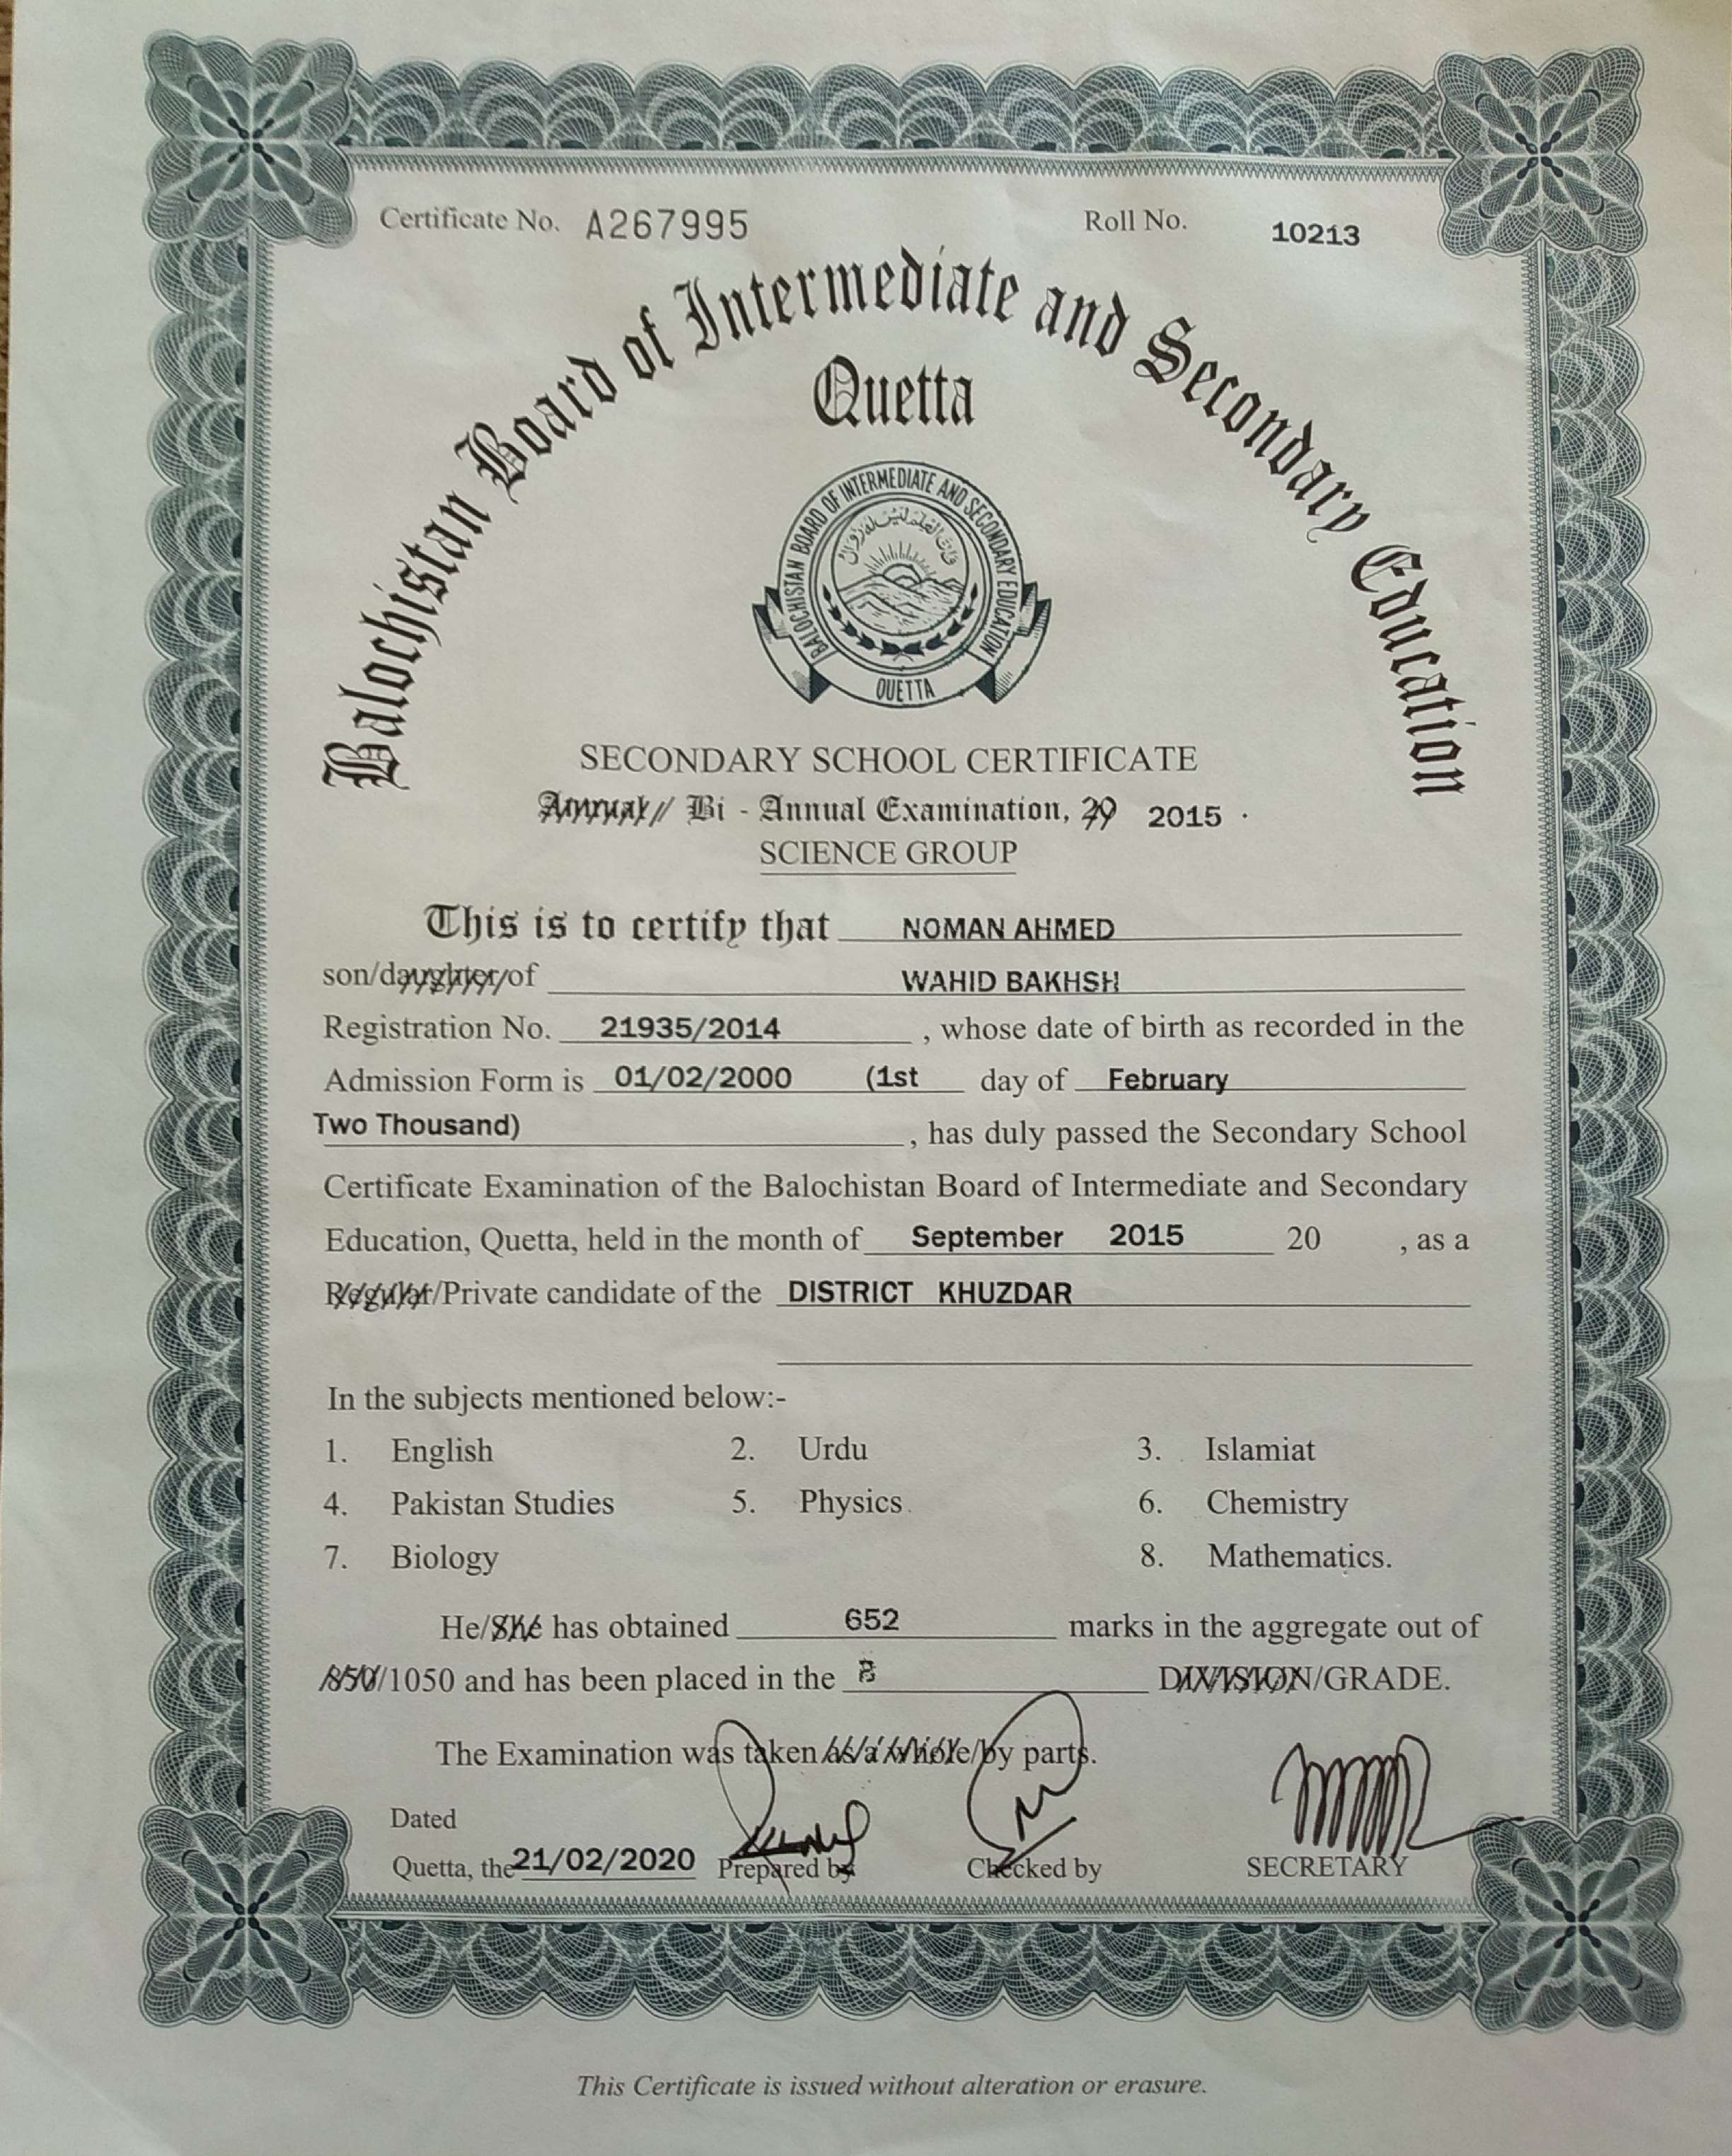 Certificate No. A267995 Roll No. 10213
Balochistan Board of Intermediate and Secondary Education
Quetta
BALOCHISTAN BOARD OF INTERMEDIATE AND SECONDARY EDUCATION
QUETTA
SECONDARY SCHOOL CERTIFICATE
Annual / Bi - Annual Examination, 2015 .
SCIENCE GROUP
This is to certify that NOMAN AHMED
son/daughter/of WAHID BAKHSH
Registration No. 21935/2014 , whose date of birth as recorded in the
Admission Form is 01/02/2000 (1st day of February
Two Thousand) , has duly passed the Secondary School
Certificate Examination of the Balochistan Board of Intermediate and Secondary
Education, Quetta, held in the month of September 2015 20 , as a
Regular/Private candidate of the DISTRICT KHUZDAR
In the subjects mentioned below:-
1. English 2. Urdu 3. Islamiat
4. Pakistan Studies 5. Physics 6. Chemistry
7. Biology 8. Mathematics.
He/She has obtained 652 marks in the aggregate out of
850/1050 and has been placed in the DIVISION/GRADE.
The Examination was taken as a whole/by parts.
Dated
Quetta, the 21/02/2020 Prepared by Checked by SECRETARY
This Certificate is issued without alteration or erasure.